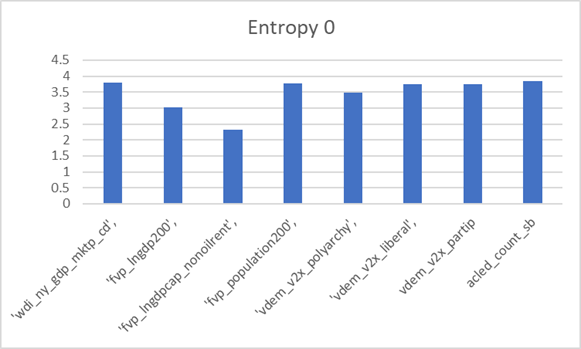 Entropy 0
4.5
4
3.5
3
2.5
2
1.5
1
0.5
0
'wdi_ny_gdp_mktp_cd',
'fvp_lngdp200',
'fvp_lngdpcap_nonoilrent',
'fvp_population200',
'vdem_v2x_polyarchy',
'vdem_v2x_liberal',
vdem_v2x_partip
acled_count_sb